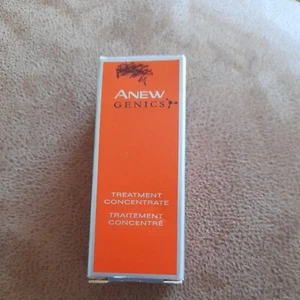 ANEW
GENICS
TREATMENT
CONCENTRATE
TRAITEMENT
CONCENTRÉ